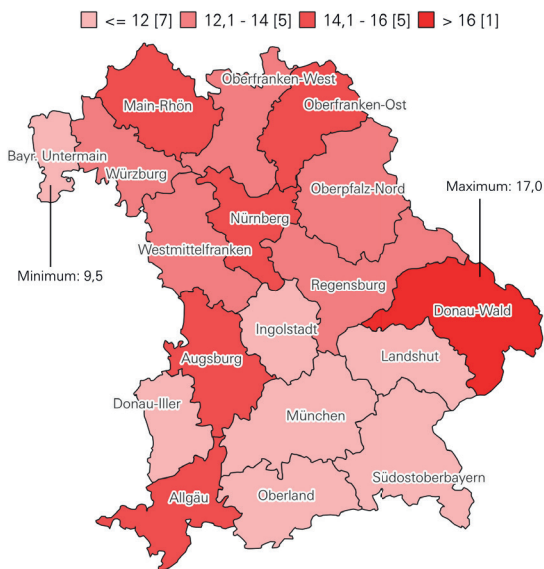 <= 12 [7] 12,1 - 14 [5] 14,1 - 16 [5] > 16 [1]
Oberfranken-West
Main-Rhön
Oberfranken-Ost
Bayr. Untermain
Würzburg
Oberpfalz-Nord
Maximum: 17,0
Nürnberg
Westmittelfranken
Minimum: 9,5
Regensburg
Donau-Wald
Ingolstadt
Augsburg
Landshut
Donau-Iller
München
Südostoberbayern
Allgäu
Oberland